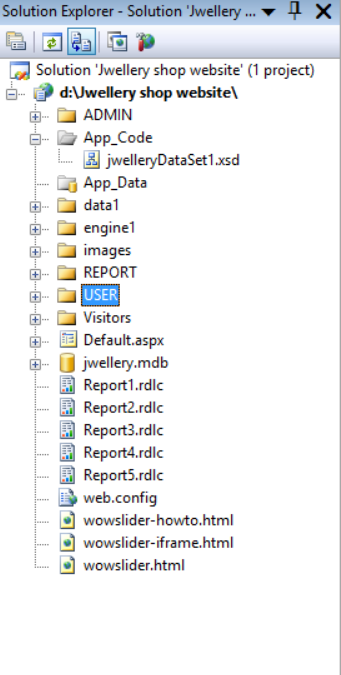 Solution Explorer - Solution 'Jwellery ...
Solution 'Jwellery shop website' (1 project)
d:\Jwellery shop website\
ADMIN
App_Code
jwelleryDataSet1.xsd
App_Data
data1
engine1
images
REPORT
USER
Visitors
Default.aspx
jwellery.mdb
Report1.rdlc
Report2.rdlc
Report3.rdlc
Report4.rdlc
Report5.rdlc
web.config
wowslider-howto.html
wowslider-iframe.html
wowslider.html